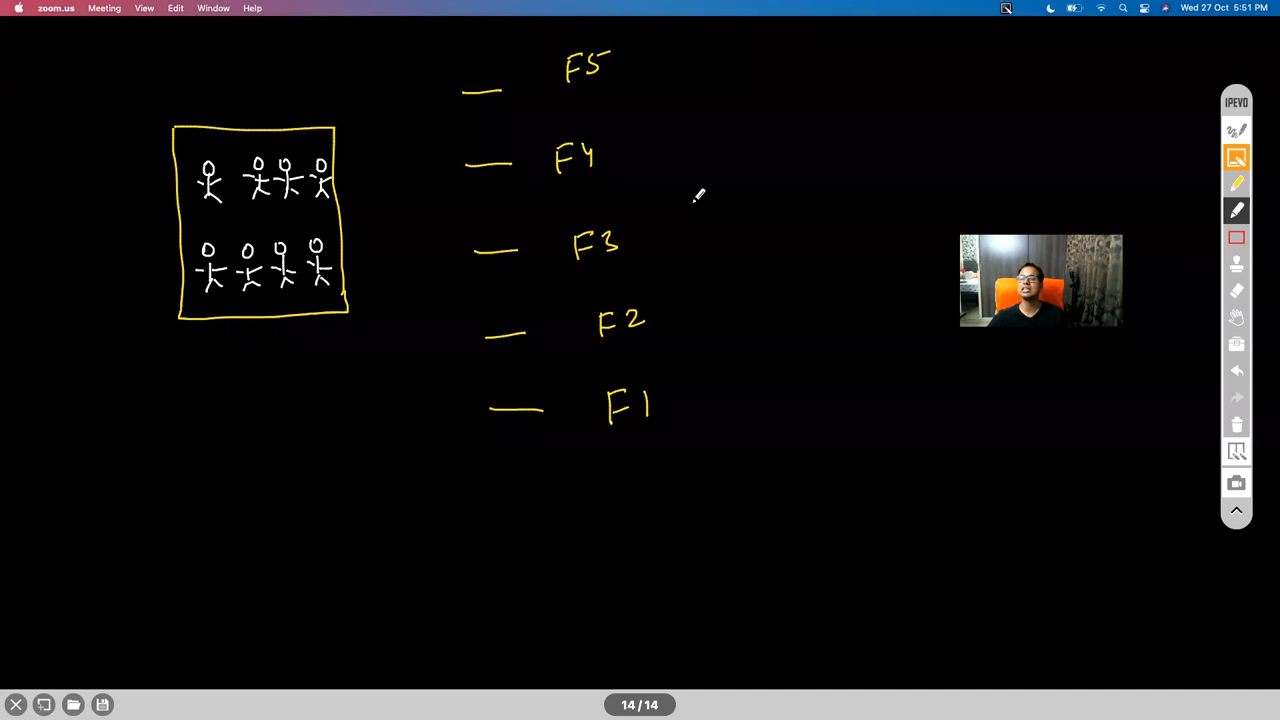 zoom.us Meeting View Edit Window Help Wed 27 Oct 5:51 PM
F5
IPEVO
F4
F3
F2
F1
14/14